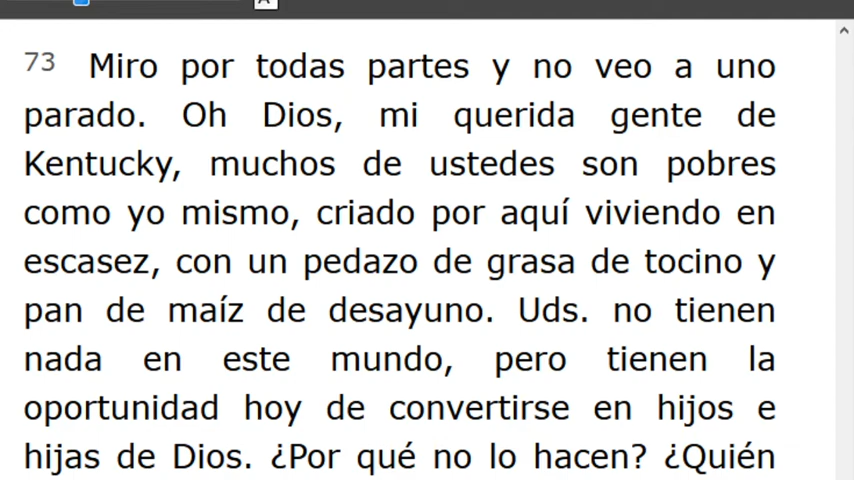 73 Miro por todas partes y no veo a uno
parado. Oh Dios, mi querida gente de
Kentucky, muchos de ustedes son pobres
como yo mismo, criado por aquí viviendo en
escasez, con un pedazo de grasa de tocino y
pan de maíz de desayuno. Uds. no tienen
nada en este mundo, pero tienen la
oportunidad hoy de convertirse en hijos e
hijas de Dios. ¿Por qué no lo hacen? ¿Quién